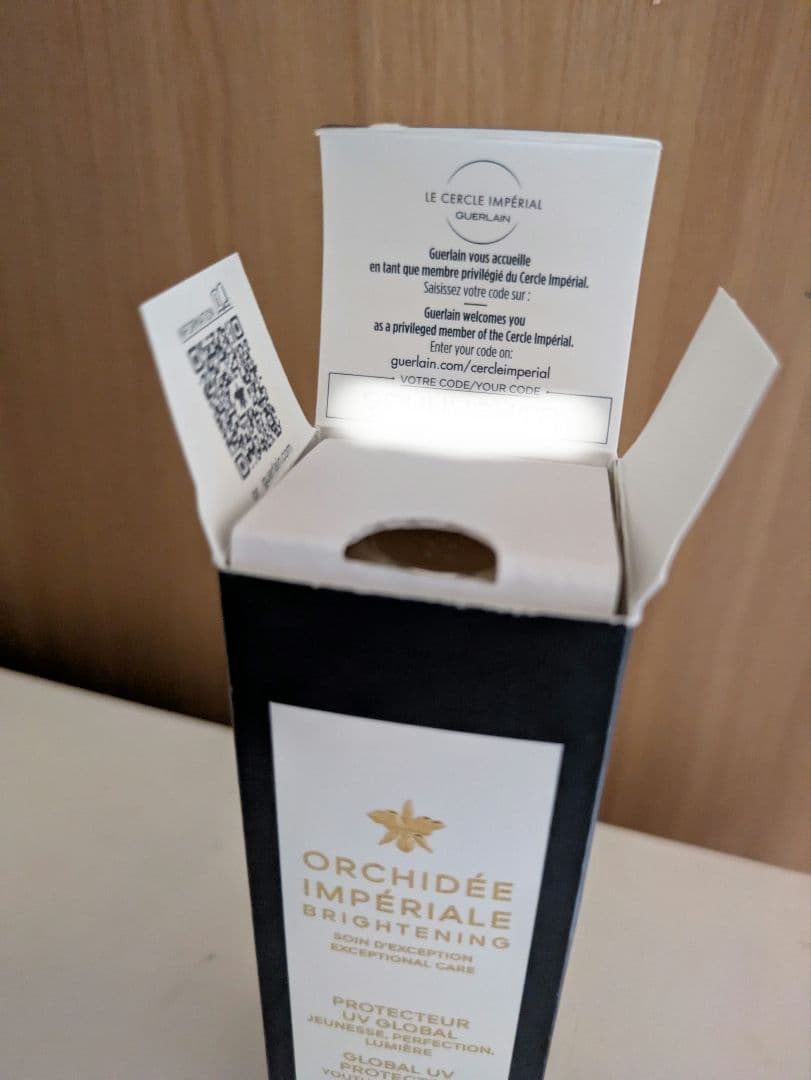 LE CERCLE IMPÉRIAL
GUERLAIN
Guerlain vous accueille
en tant que membre privilégié du Cercle Impérial.
Saisissez votre code sur :
Guerlain welcomes you
as a privileged member of the Cercle Impérial.
Enter your code on:
guerlain.com/cercleimperial
VOTRE CODE/YOUR CODE
INFORMATION
guerlain.com
ORCHIDÉE
IMPÉRIALE
BRIGHTENING
SOIN D'EXCEPTION
EXCEPTIONAL CARE
PROTECTEUR
UV GLOBAL
JEUNESSE, PERFECTION,
LUMIÈRE
GLOBAL UV